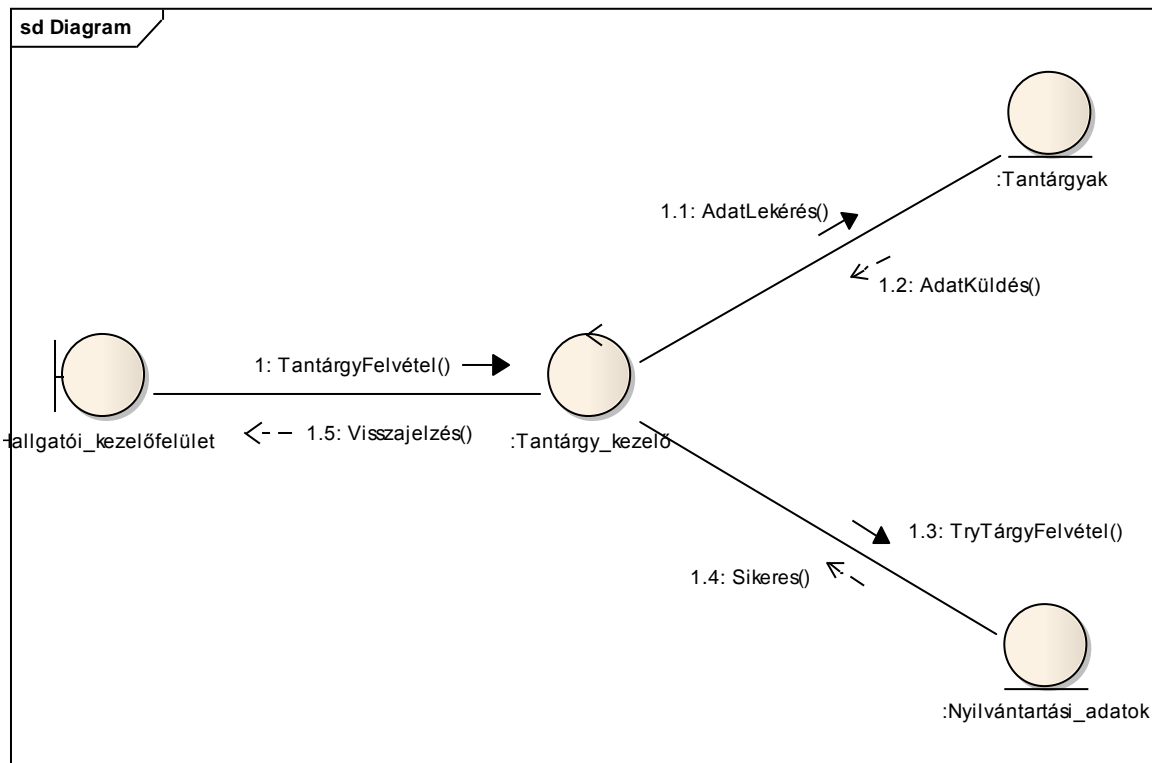 sd Diagram
:Tantárgyak
1.1: AdatLekérés()
1.2: AdatKüldés()
1: TantárgyFelvétel()
1.5: Visszajelzés()
Hallgatói_kezelőfelület
:Tantárgy_kezelő
1.3: TryTárgyFelvétel()
1.4: Sikeres()
:Nyilvántartási_adatok